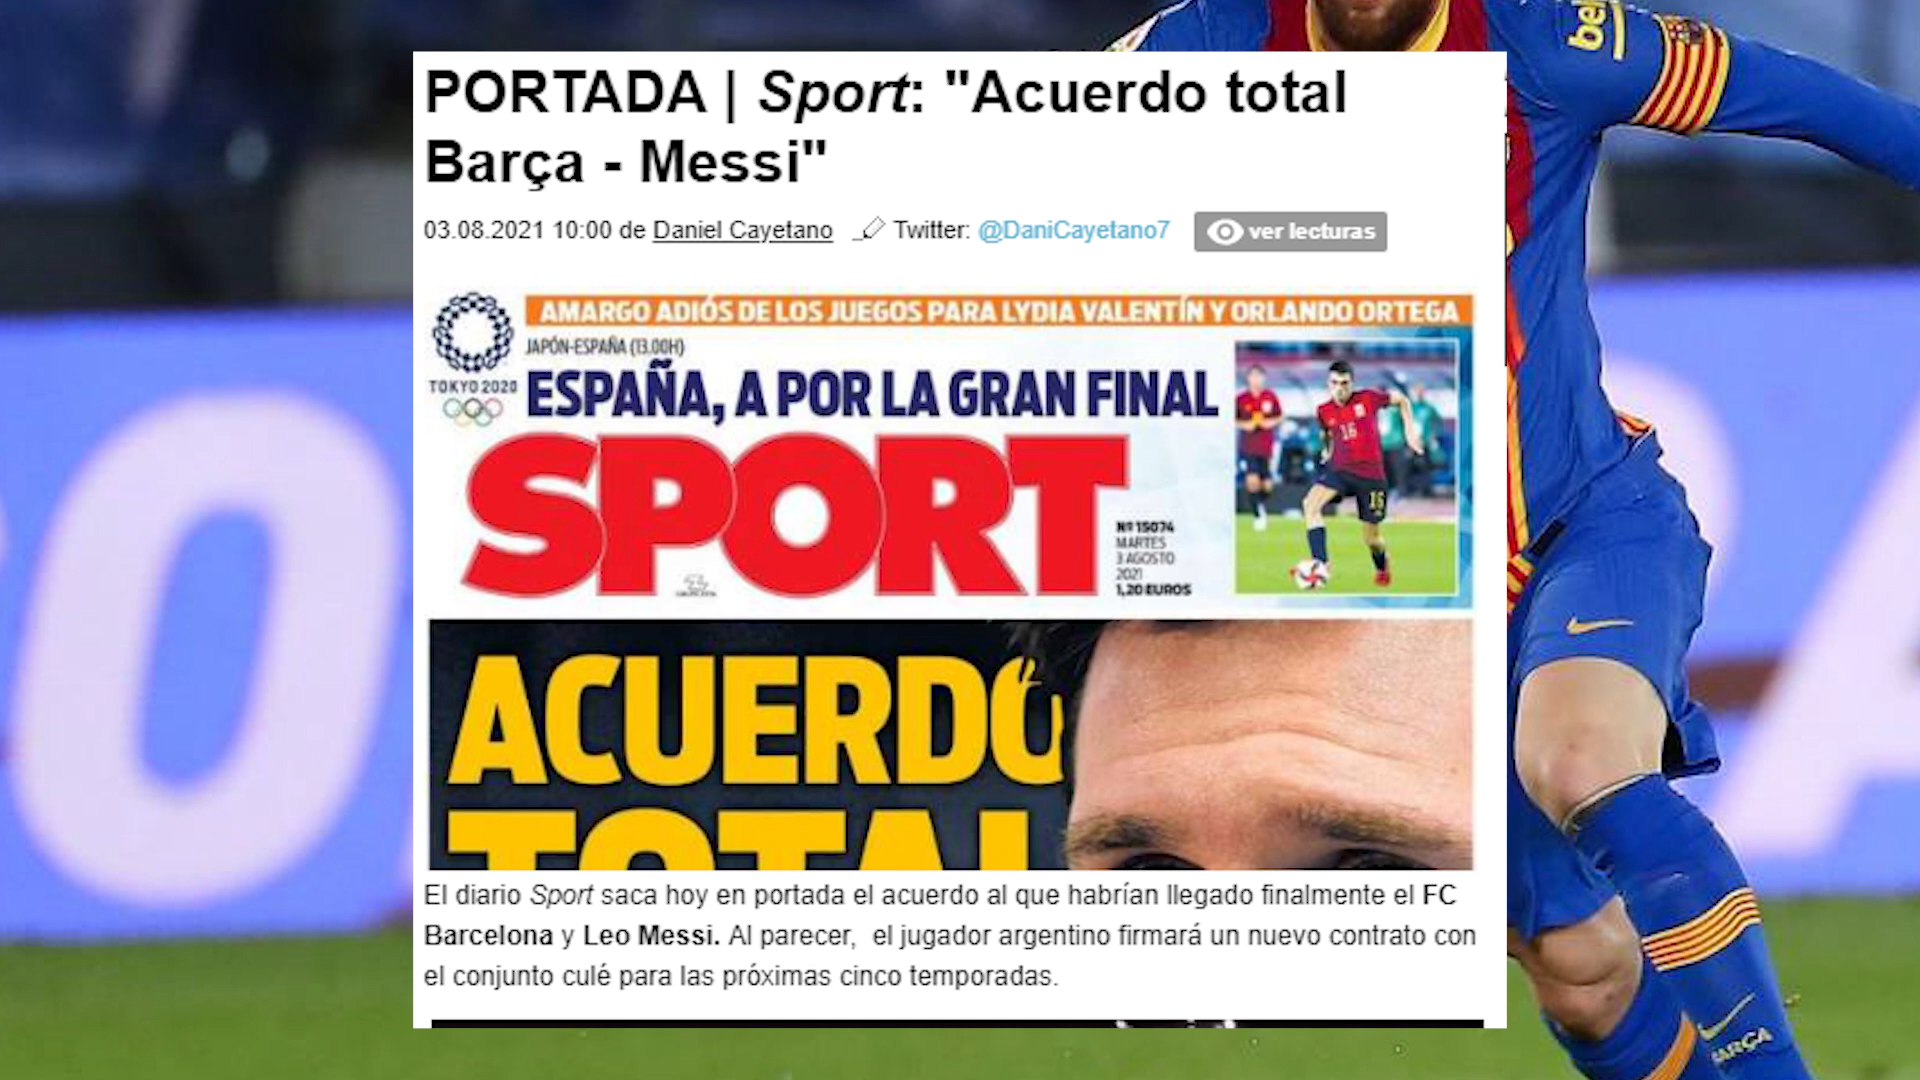 PORTADA | Sport: "Acuerdo total
Barça - Messi"
03.08.2021 10:00 de Daniel Cayetano Twitter: @DaniCayetano7 ver lecturas
AMARGO ADIÓS DE LOS JUEGOS PARA LYDIA VALENTÍN Y ORLANDO ORTEGA
JAPÓN-ESPAÑA (13.00H)
TOKYO 2020
ESPAÑA, A POR LA GRAN FINAL
SPORT
16
16
Nº 15074
MARTES
3 AGOSTO
2021
1,20 EUROS
ACUERDO
TOTAL
El diario Sport saca hoy en portada el acuerdo al que habrían llegado finalmente el FC
Barcelona y Leo Messi. Al parecer, el jugador argentino firmará un nuevo contrato con
el conjunto culé para las próximas cinco temporadas.
BARÇA